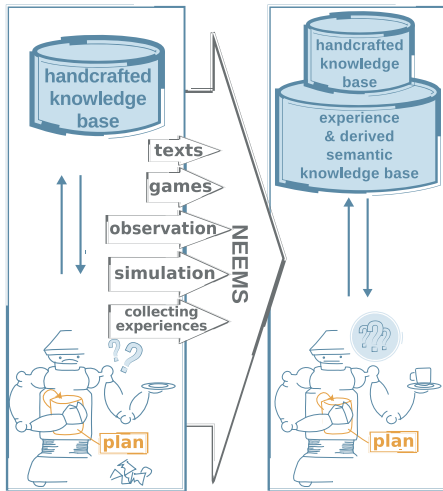 handcrafted
knowledge
base
texts
games
observation
simulation
collecting
experiences
NEEMS
??
plan
handcrafted
knowledge
base
experience
& derived
semantic
knowledge base
???
plan